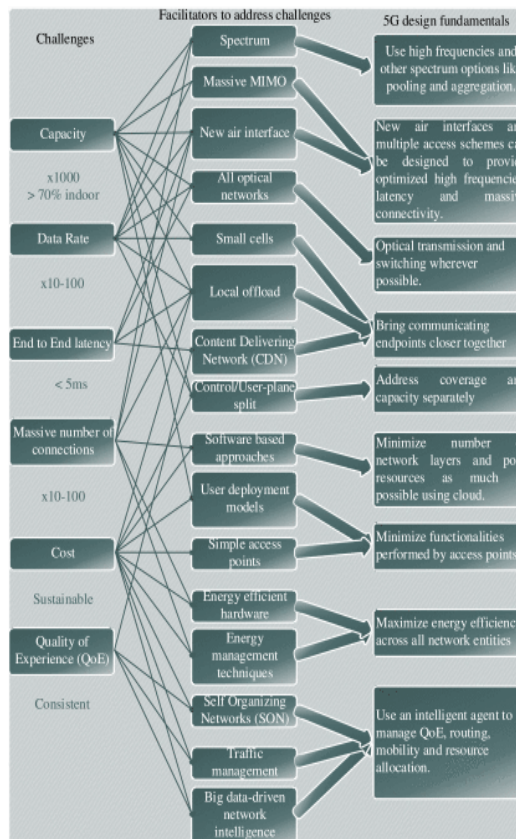 Facilitators to address challenges
5G design fundamentals
Challenges
Capacity
x1000
> 70% indoor
Data Rate
x10-100
End to End latency
< 5ms
Massive number of
connections
x10-100
Cost
Sustainable
Quality of
Experience (QoE)
Consistent
Spectrum
Massive MIMO
New air interface
All optical
networks
Small cells
Local offload
Content Delivering
Network (CDN)
Control/User-plane
split
Software based
approaches
User deployment
models
Simple access
points
Energy efficient
hardware
Energy
management
techniques
Self Organizing
Networks (SON)
Traffic
management
Big data-driven
network
intelligence
Use high frequencies and
other spectrum options lik
pooling and aggregation.
New air interfaces an
multiple access schemes ca
be designed to provid
optimized high frequencie
latency and massiv
connectivity.
Optical transmission and
switching wherever
possible.
Bring communicating
endpoints closer together
Address coverage an
capacity separately
Minimize number
network layers and po
resources as much
possible using cloud.
Minimize functionalities
performed by access points
Maximize energy efficienc
across all network entities
Use an intelligent agent to
manage QoE, routing,
mobility and resource
allocation.